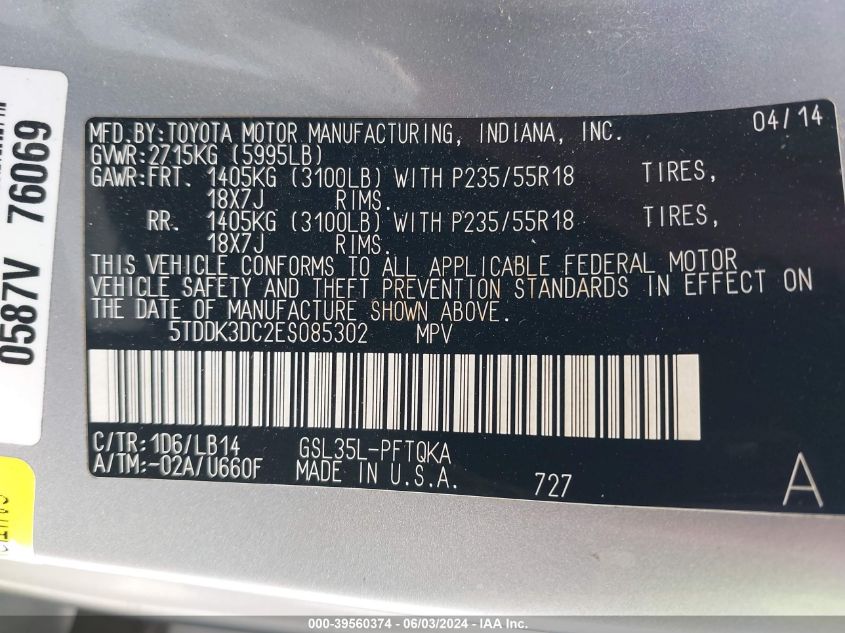 0587V 76069
MFD.BY:TOYOTA MOTOR MANUFACTURING, INDIANA, INC. 04/14
GVWR:2715KG (5995LB)
GAWR:FRT. 1405KG (3100LB) WITH P235/55R18 TIRES,
18X7J RIMS.
RR. 1405KG (3100LB) WITH P235/55R18 TIRES,
18X7J RIMS.
THIS VEHICLE CONFORMS TO ALL APPLICABLE FEDERAL MOTOR
VEHICLE SAFETY AND THEFT PREVENTION STANDARDS IN EFFECT ON
THE DATE OF MANUFACTURE SHOWN ABOVE.
5TDDK3DC2ES085302 MPV
C/TR:1D6/LB14 GSL35L-PFTQKA
A/TM:-02A/U660F MADE IN U.S.A. 727 A
000-39560374 - 06/03/2024 - IAA Inc.